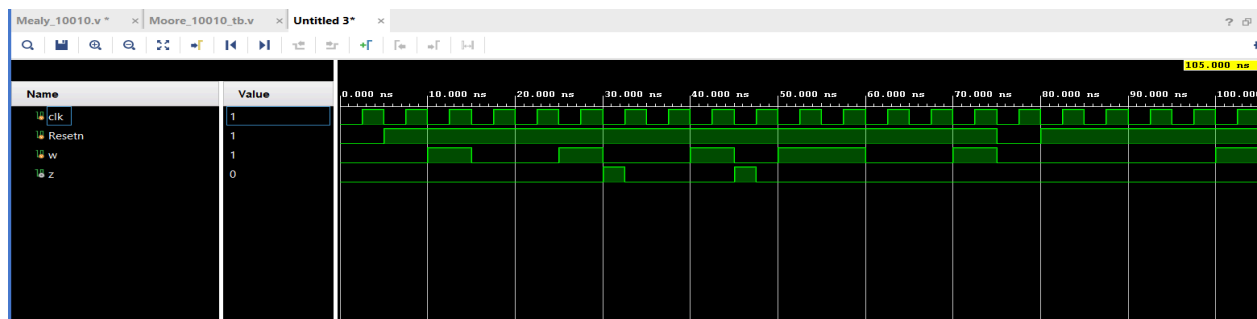 Mealy_10010.v * × Moore_10010_tb.v × Untitled 3* ×
?
105.000 ns
Name Value 0.000 ns 10.000 ns 20.000 ns 30.000 ns 40.000 ns 50.000 ns 60.000 ns 70.000 ns 80.000 ns 90.000 ns 100.00
clk 1
Resetn 1
w 1
z 0